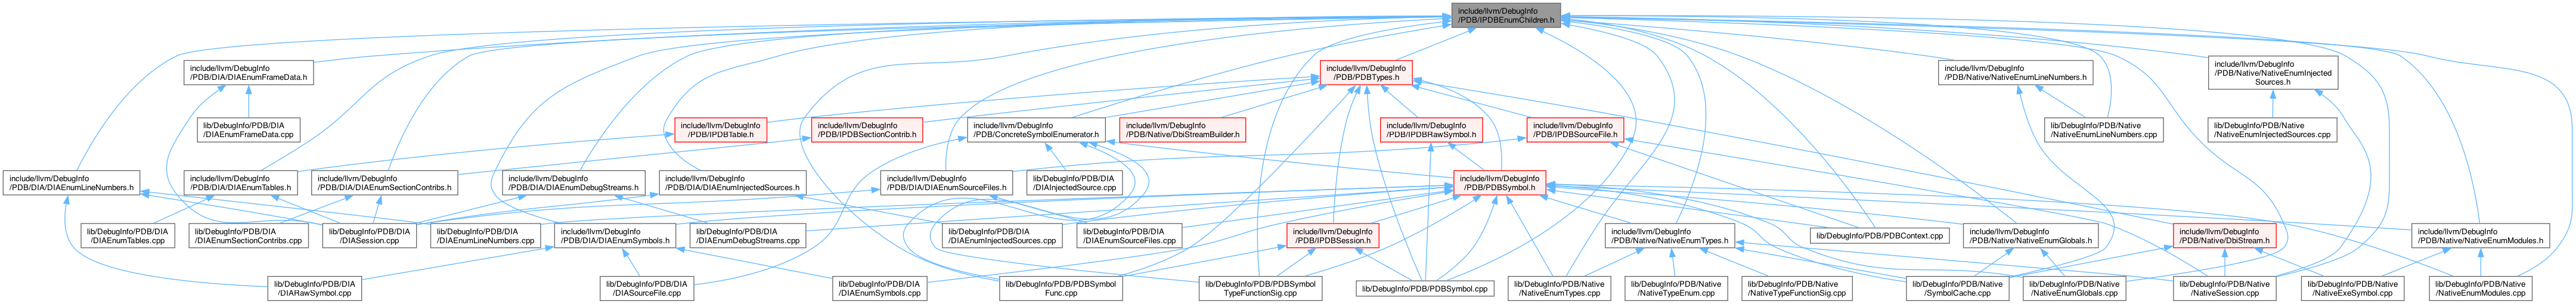 include/llvm/DebugInfo
/PDB/IPDBEnumChildren.h
include/llvm/DebugInfo
/PDB/DIA/DIAEnumFrameData.h
include/llvm/DebugInfo
/PDB/PDBTypes.h
include/llvm/DebugInfo
/PDB/Native/NativeEnumLineNumbers.h
include/llvm/DebugInfo
/PDB/Native/NativeEnumInjected
Sources.h
lib/DebugInfo/PDB/DIA
/DIAEnumFrameData.cpp
include/llvm/DebugInfo
/PDB/IPDBTable.h
include/llvm/DebugInfo
/PDB/IPDBSectionContrib.h
include/llvm/DebugInfo
/PDB/ConcreteSymbolEnumerator.h
include/llvm/DebugInfo
/PDB/Native/DbiStreamBuilder.h
include/llvm/DebugInfo
/PDB/IPDBRawSymbol.h
include/llvm/DebugInfo
/PDB/IPDBSourceFile.h
lib/DebugInfo/PDB/Native
/NativeEnumLineNumbers.cpp
lib/DebugInfo/PDB/Native
/NativeEnumInjectedSources.cpp
include/llvm/DebugInfo
/PDB/DIA/DIAEnumLineNumbers.h
include/llvm/DebugInfo
/PDB/DIA/DIAEnumTables.h
include/llvm/DebugInfo
/PDB/DIA/DIAEnumSectionContribs.h
include/llvm/DebugInfo
/PDB/DIA/DIAEnumDebugStreams.h
include/llvm/DebugInfo
/PDB/DIA/DIAEnumInjectedSources.h
include/llvm/DebugInfo
/PDB/DIA/DIAEnumSourceFiles.h
lib/DebugInfo/PDB/DIA
/DIAInjectedSource.cpp
include/llvm/DebugInfo
/PDB/PDBSymbol.h
lib/DebugInfo/PDB/DIA
/DIAEnumTables.cpp
lib/DebugInfo/PDB/DIA
/DIAEnumSectionContribs.cpp
lib/DebugInfo/PDB/DIA
/DIASession.cpp
lib/DebugInfo/PDB/DIA
/DIAEnumLineNumbers.cpp
include/llvm/DebugInfo
/PDB/DIA/DIAEnumSymbols.h
lib/DebugInfo/PDB/DIA
/DIAEnumDebugStreams.cpp
lib/DebugInfo/PDB/DIA
/DIAEnumInjectedSources.cpp
lib/DebugInfo/PDB/DIA
/DIAEnumSourceFiles.cpp
include/llvm/DebugInfo
/PDB/IPDBSession.h
include/llvm/DebugInfo
/PDB/Native/NativeEnumTypes.h
lib/DebugInfo/PDB/PDBContext.cpp
include/llvm/DebugInfo
/PDB/Native/NativeEnumGlobals.h
include/llvm/DebugInfo
/PDB/Native/DbiStream.h
include/llvm/DebugInfo
/PDB/Native/NativeEnumModules.h
lib/DebugInfo/PDB/DIA
/DIARawSymbol.cpp
lib/DebugInfo/PDB/DIA
/DIASourceFile.cpp
lib/DebugInfo/PDB/DIA
/DIAEnumSymbols.cpp
lib/DebugInfo/PDB/PDBSymbol
Func.cpp
lib/DebugInfo/PDB/PDBSymbol
TypeFunctionSig.cpp
lib/DebugInfo/PDB/PDBSymbol.cpp
lib/DebugInfo/PDB/Native
/NativeEnumTypes.cpp
lib/DebugInfo/PDB/Native
/NativeTypeEnum.cpp
lib/DebugInfo/PDB/Native
/NativeTypeFunctionSig.cpp
lib/DebugInfo/PDB/Native
/SymbolCache.cpp
lib/DebugInfo/PDB/Native
/NativeEnumGlobals.cpp
lib/DebugInfo/PDB/Native
/NativeSession.cpp
lib/DebugInfo/PDB/Native
/NativeExeSymbol.cpp
lib/DebugInfo/PDB/Native
/NativeEnumModules.cpp